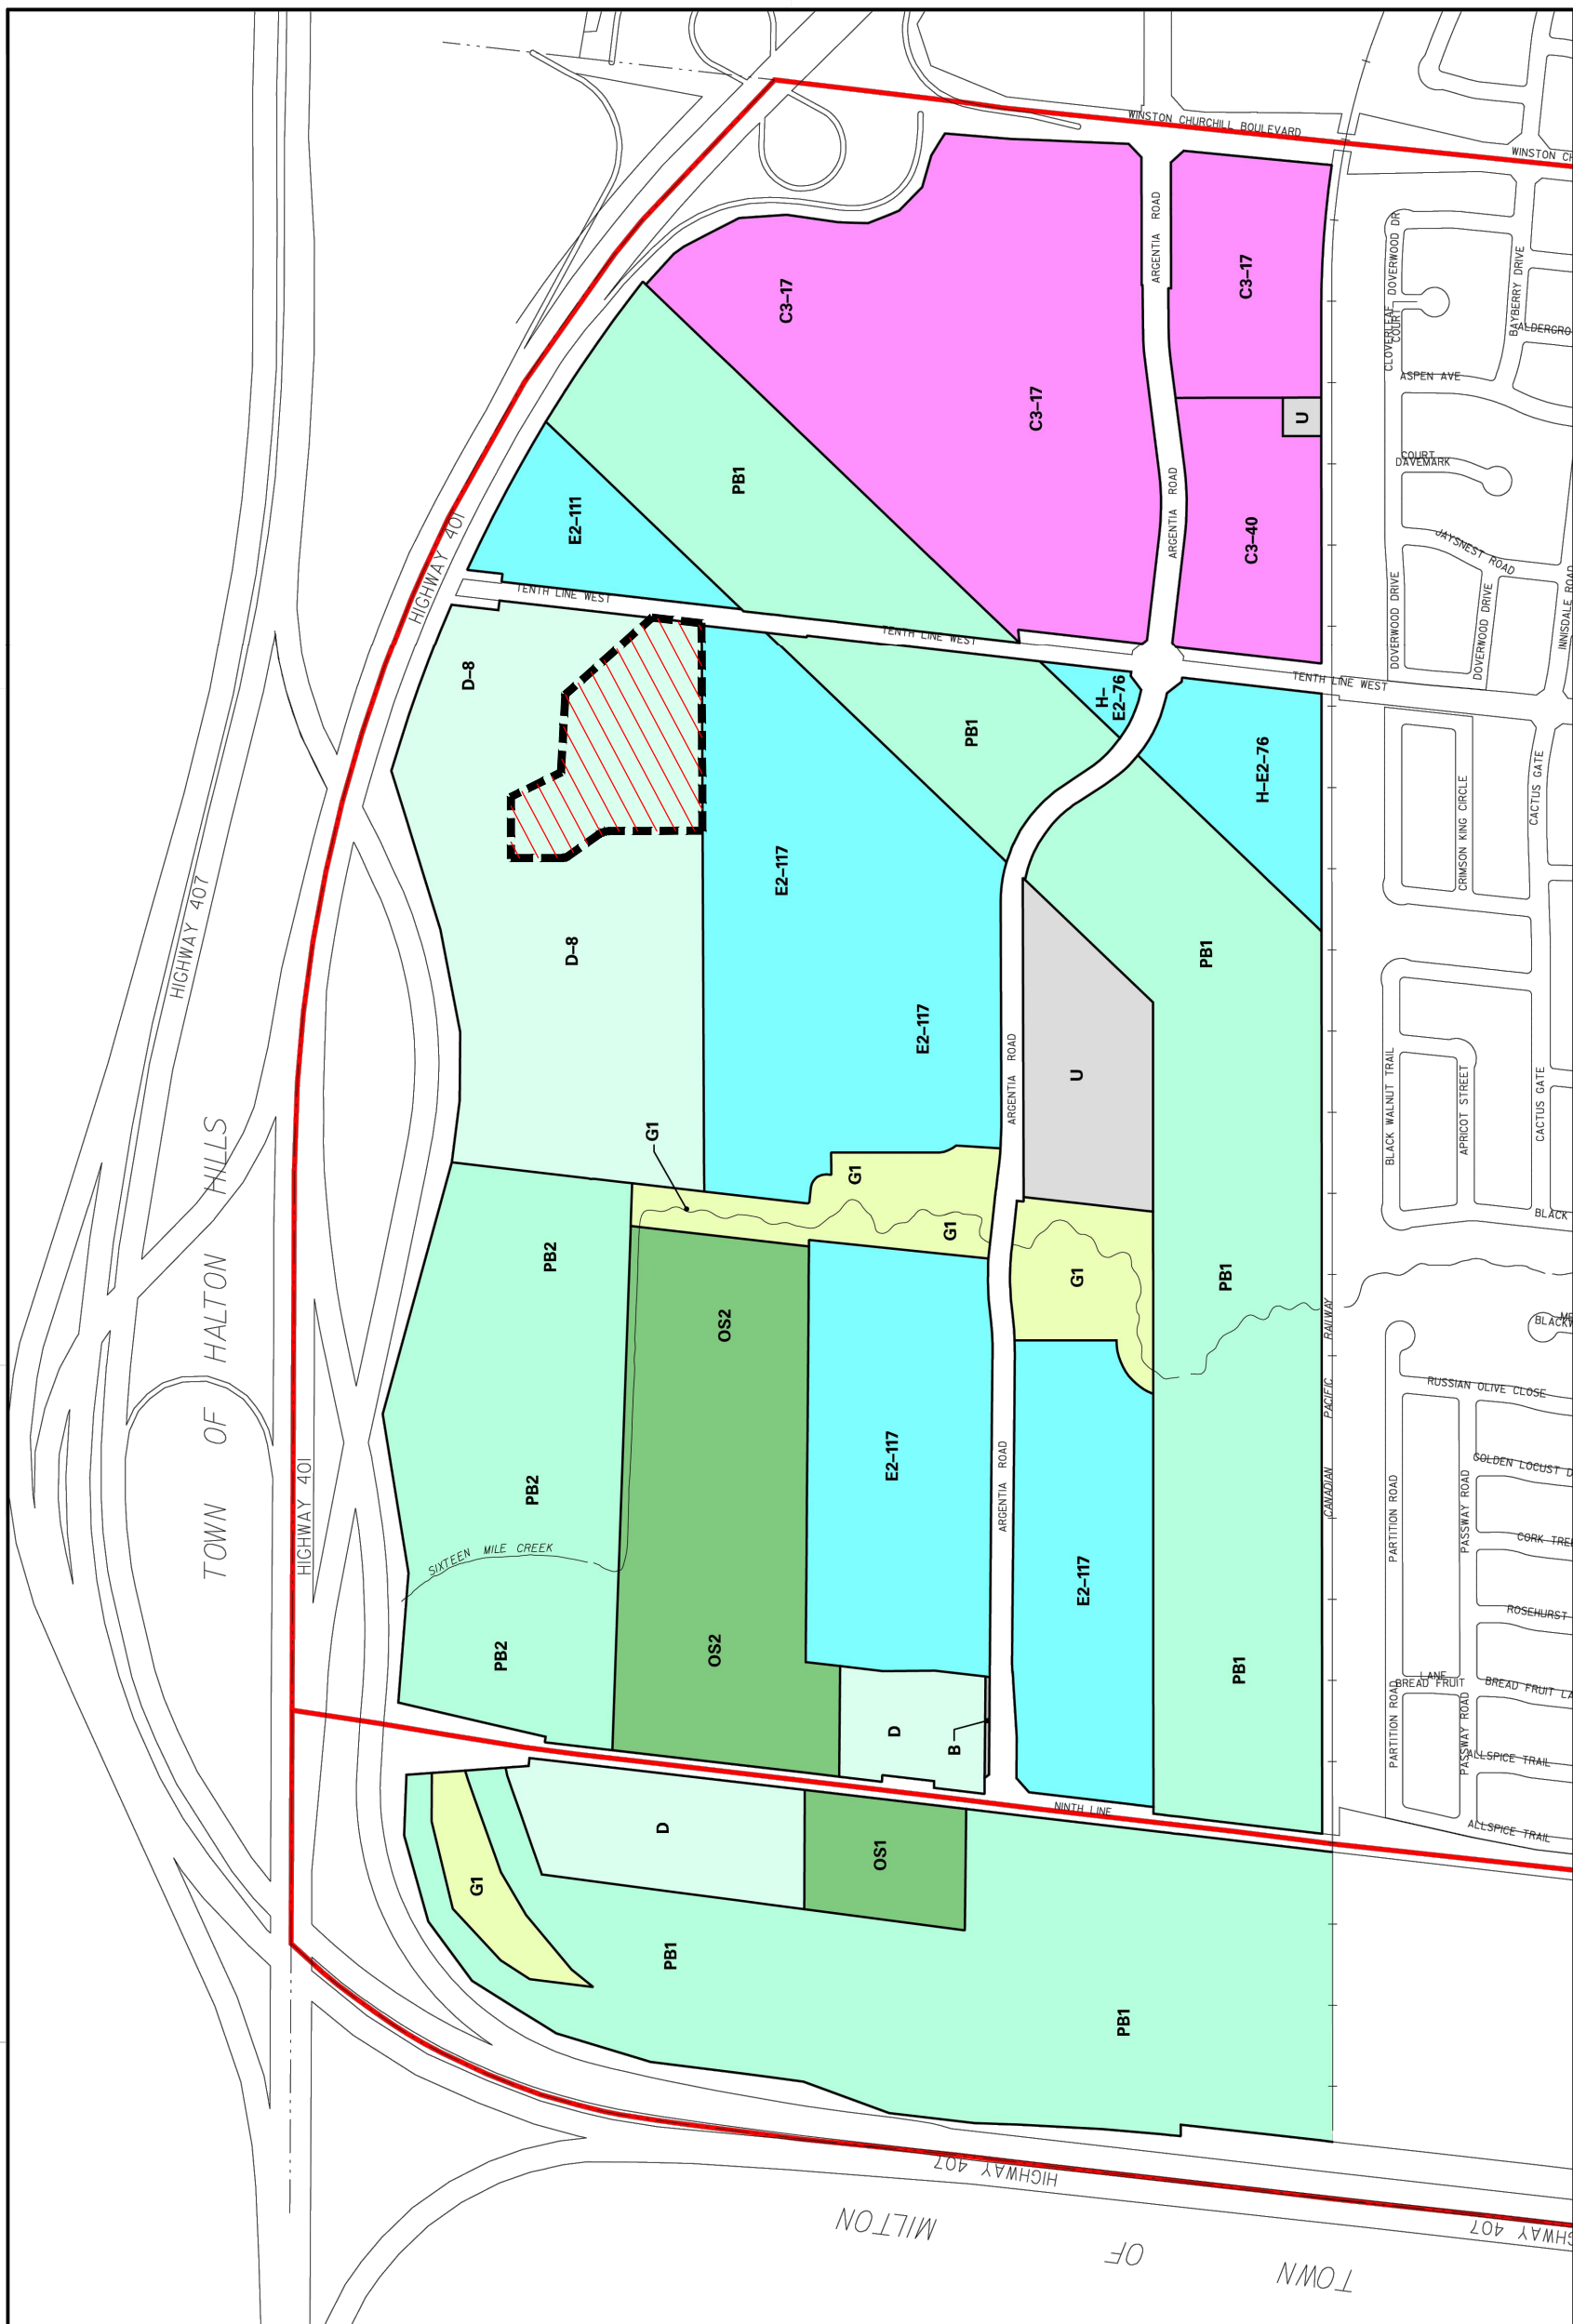 WINSTON CHURCHILL BOULEVARD
WINSTON CH
ARGENTIA ROAD
C3-17
C3-17
CLOVERLEAF
COURT
DOVERWOOD DR
BAYBERRY DRIVE
ALDERGRO
ASPEN AVE
C3-17
U
PB1
E2-111
COURT
DAVEMARK
ARGENTIA ROAD
C3-40
JAYSNEST ROAD
HIGHWAY 401
TENTH LINE WEST
TENTH LINE WEST
DOVERWOOD DRIVE
DOVERWOOD DRIVE
INNISDALE ROAD
D-8
H-
E2-76
TENTH LINE WEST
PB1
H-E2-76
CRIMSON KING CIRCLE
CACTUS GATE
HIGHWAY 407
E2-117
D-8
PB1
E2-117
ARGENTIA ROAD
U
BLACK WALNUT TRAIL
APRICOT STREET
CACTUS GATE
G1
G1
BLACK
TOWN OF HALTON HILLS
PB2
G1
G1
PB1
OS2
CANADIAN PACIFIC RAILWAY
BLACKW
RUSSIAN OLIVE CLOSE
HIGHWAY 401
PB2
E2-117
ARGENTIA ROAD
GOLDEN LOCUST D
PARTITION ROAD
PASSWAY ROAD
SIXTEEN MILE CREEK
E2-117
CORK TREE
ROSEHURST
PB2
OS2
PB1
LANE
BREAD FRUIT
BREAD FRUIT LA
D
B
PARTITION ROAD
PASSWAY ROAD
ALLSPICE TRAIL
NINTH LINE
ALLSPICE TRAIL
D
OS1
G1
PB1
PB1
HIGHWAY 407
HIGHWAY 407
TOWN OF MILTON